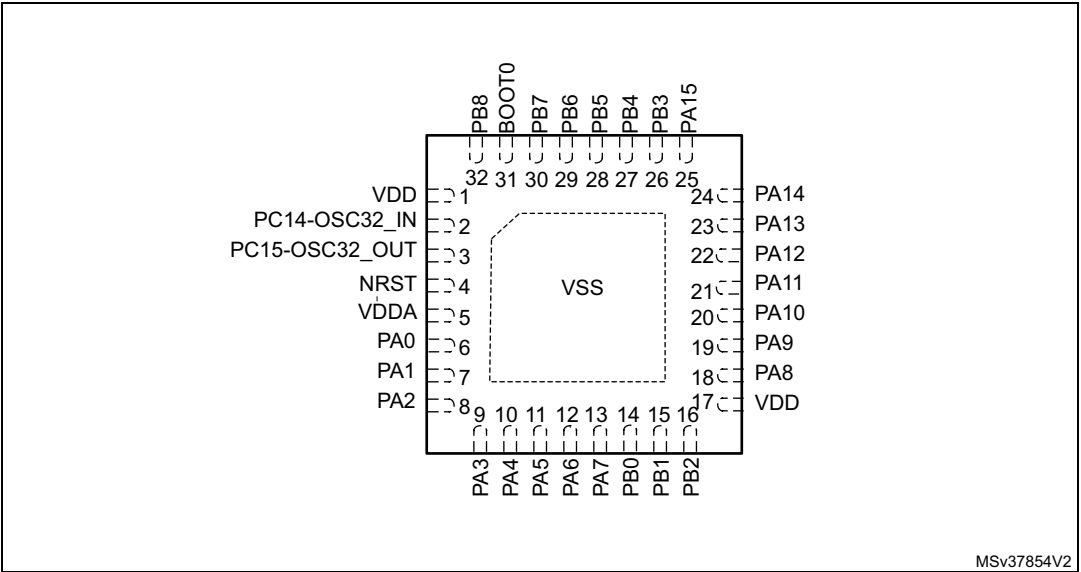 PB8
BOOT0
PB7
PB6
PB5
PB4
PB3
PA15
32 31 30 29 28 27 26 25
VDD 1
PC14-OSC32_IN 2
PC15-OSC32_OUT 3
NRST 4
VDDA 5
PA0 6
PA1 7
PA2 8
VSS
24 PA14
23 PA13
22 PA12
21 PA11
20 PA10
19 PA9
18 PA8
17 VDD
9 10 11 12 13 14 15 16
PA3
PA4
PA5
PA6
PA7
PB0
PB1
PB2
MSv37854V2